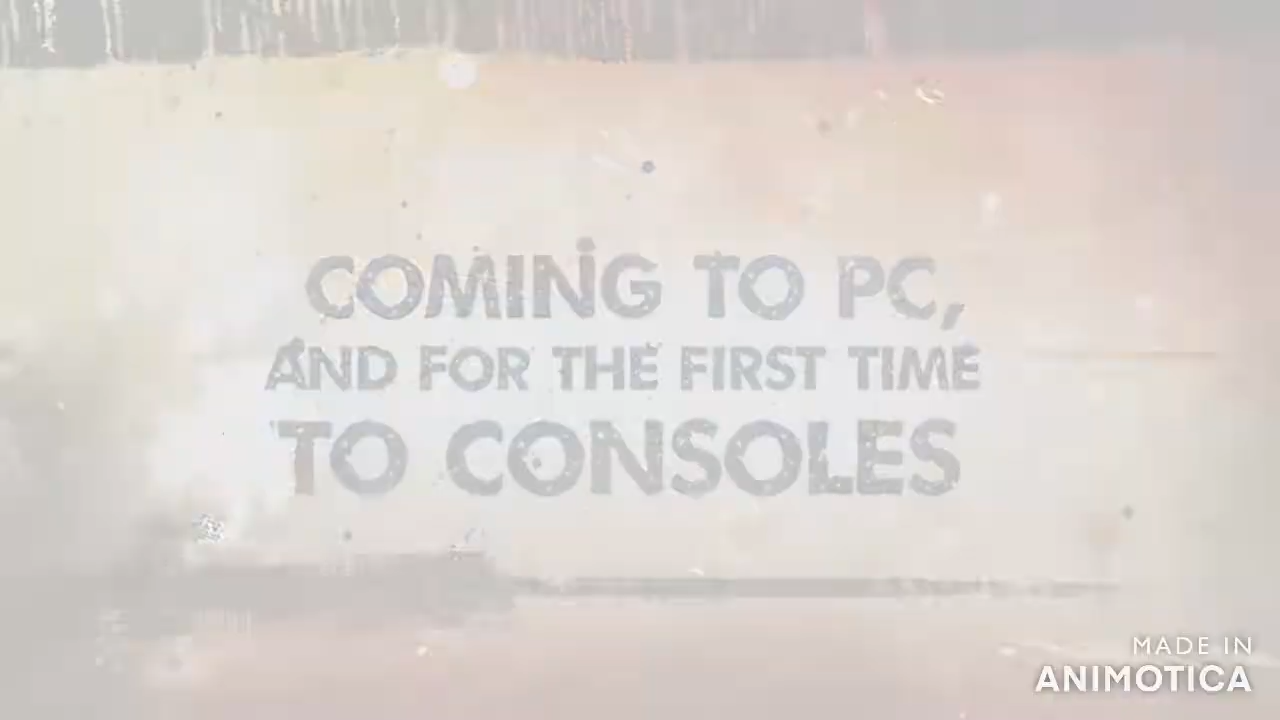 COMING TO PC,
AND FOR THE FIRST TIME
TO CONSOLES
MADE IN
ANIMOTICA